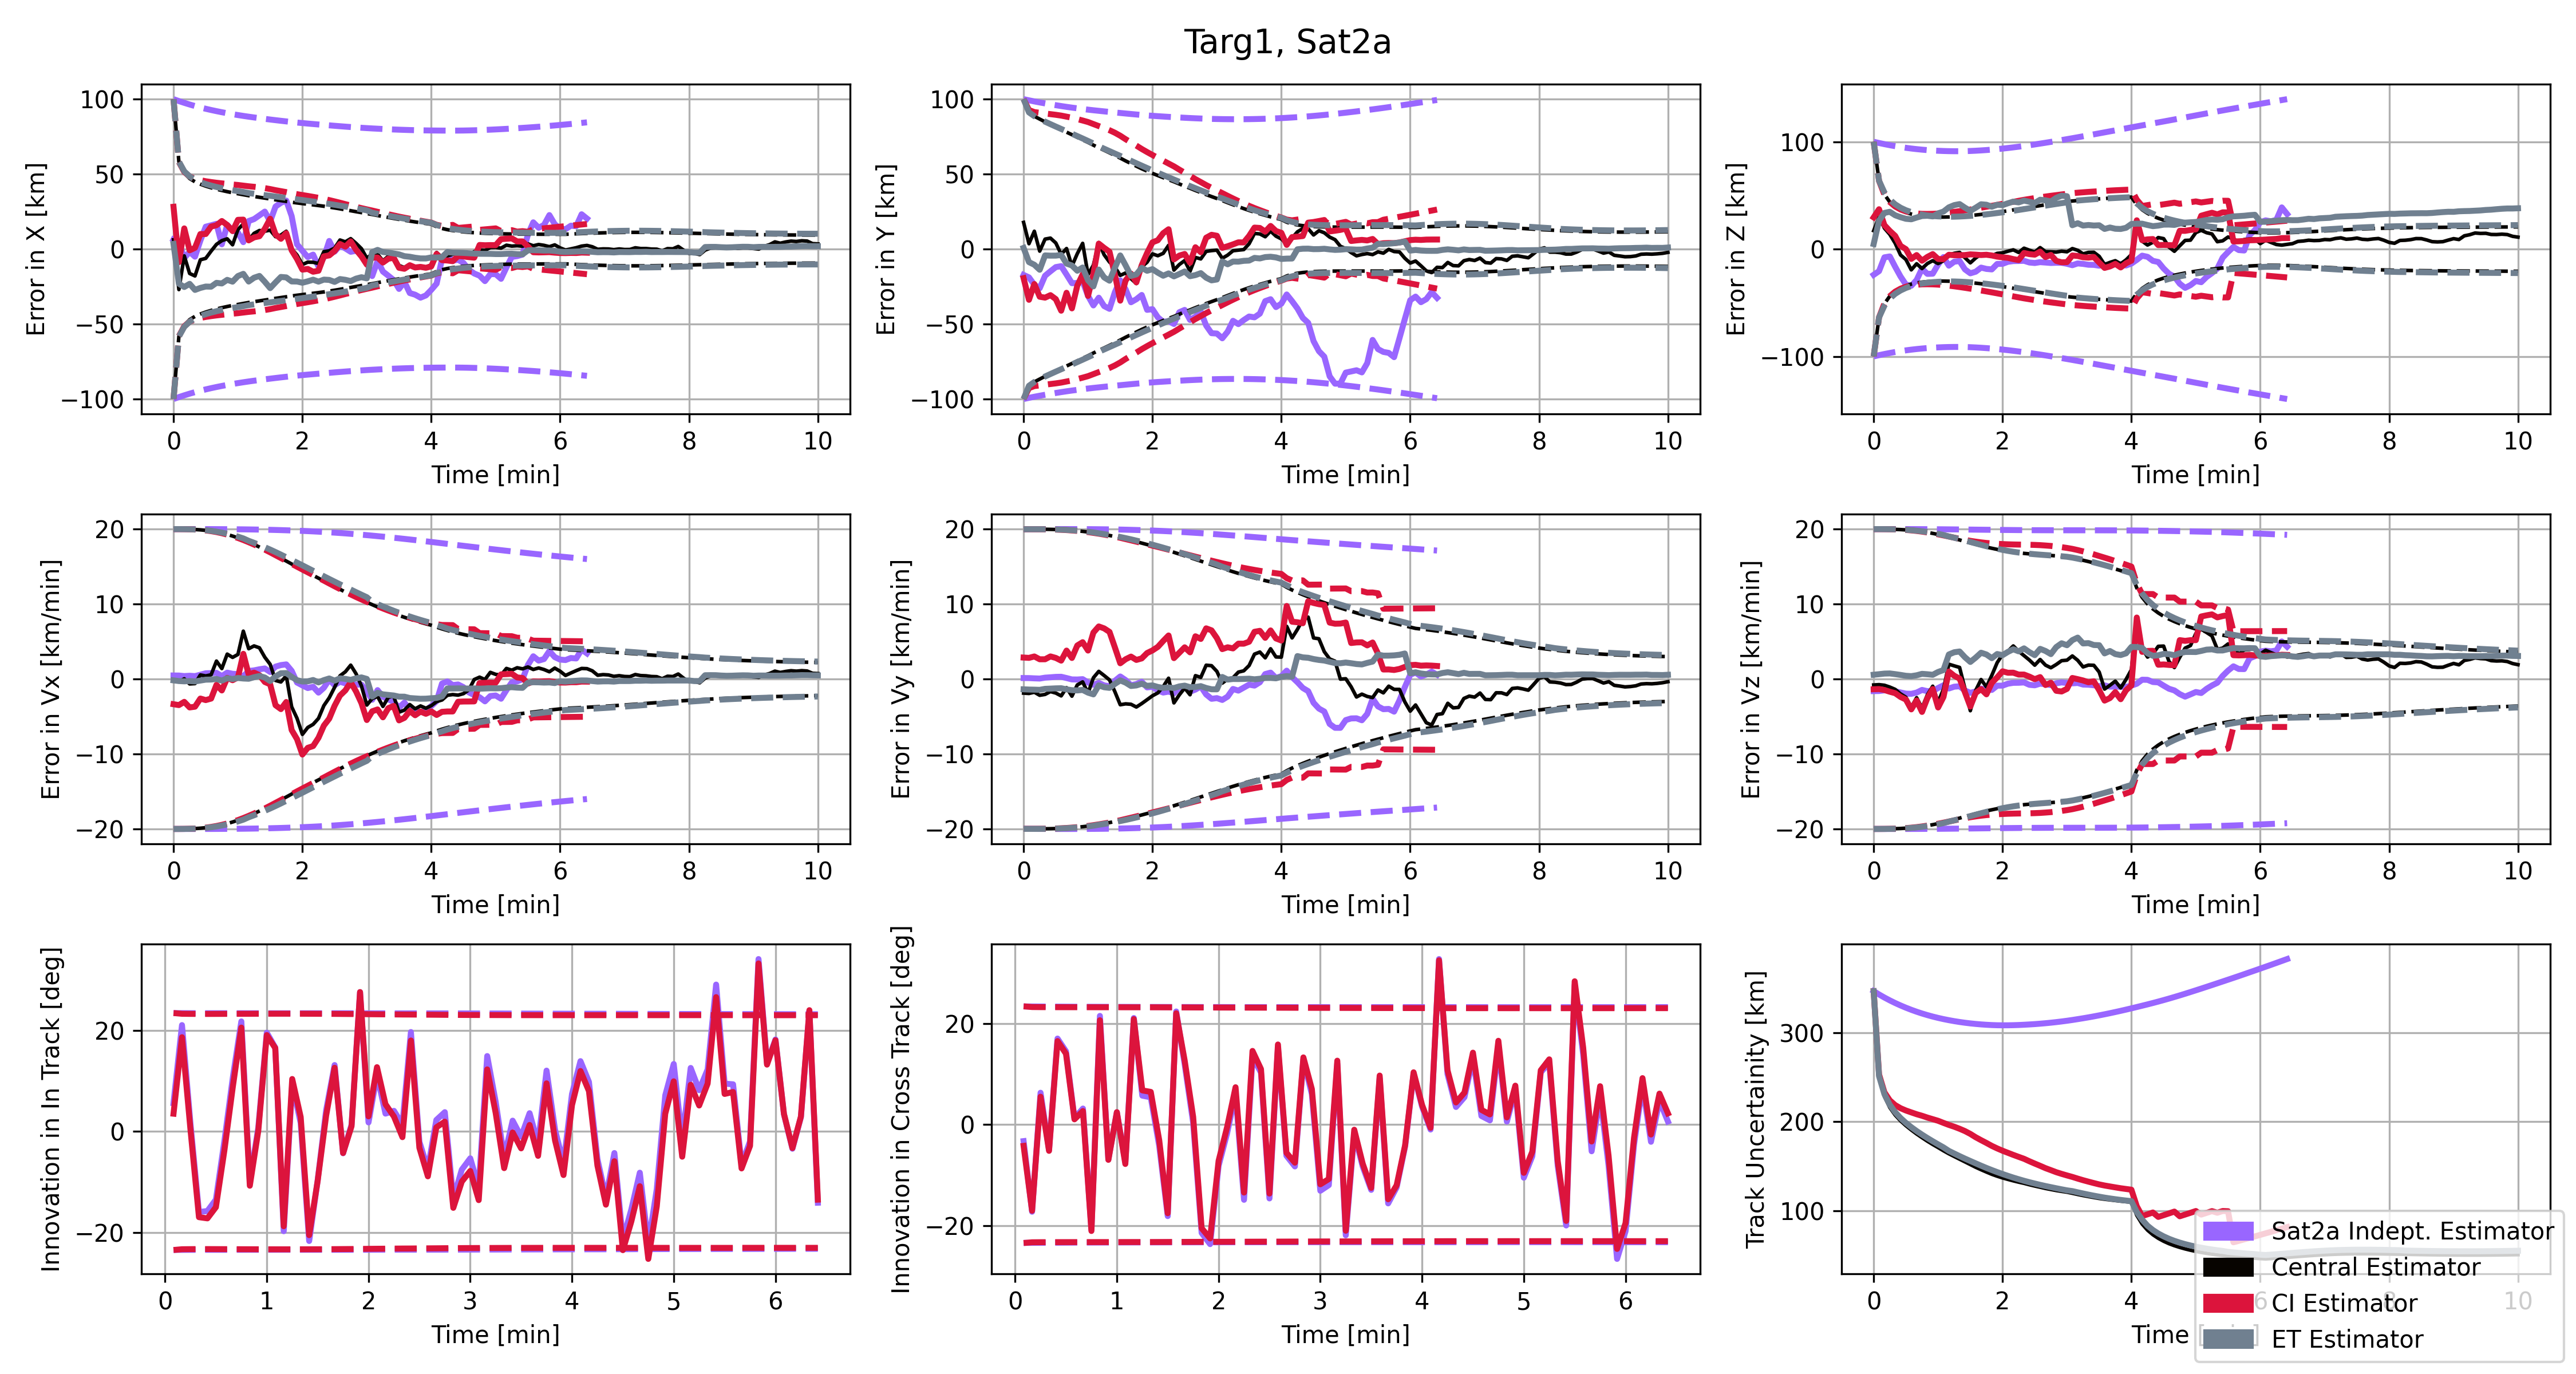 Targ1, Sat2a
Error in X [km]
100
50
0
−50
−100
0 2 4 6 8 10
Time [min]
Error in Y [km]
100
50
0
−50
−100
0 2 4 6 8 10
Time [min]
Error in Z [km]
100
0
−100
0 2 4 6 8 10
Time [min]
Error in Vx [km/min]
20
10
0
−10
−20
0 2 4 6 8 10
Time [min]
Error in Vy [km/min]
20
10
0
−10
−20
0 2 4 6 8 10
Time [min]
Error in Vz [km/min]
20
10
0
−10
−20
0 2 4 6 8 10
Time [min]
Innovation in In Track [deg]
20
0
−20
0 1 2 3 4 5 6
Time [min]
Innovation in Cross Track [deg]
20
0
−20
0 1 2 3 4 5 6
Time [min]
Track Uncertainity [km]
300
200
100
0 2 4 6 8 10
Time
Sat2a Indept. Estimator
Central Estimator
CI Estimator
ET Estimator